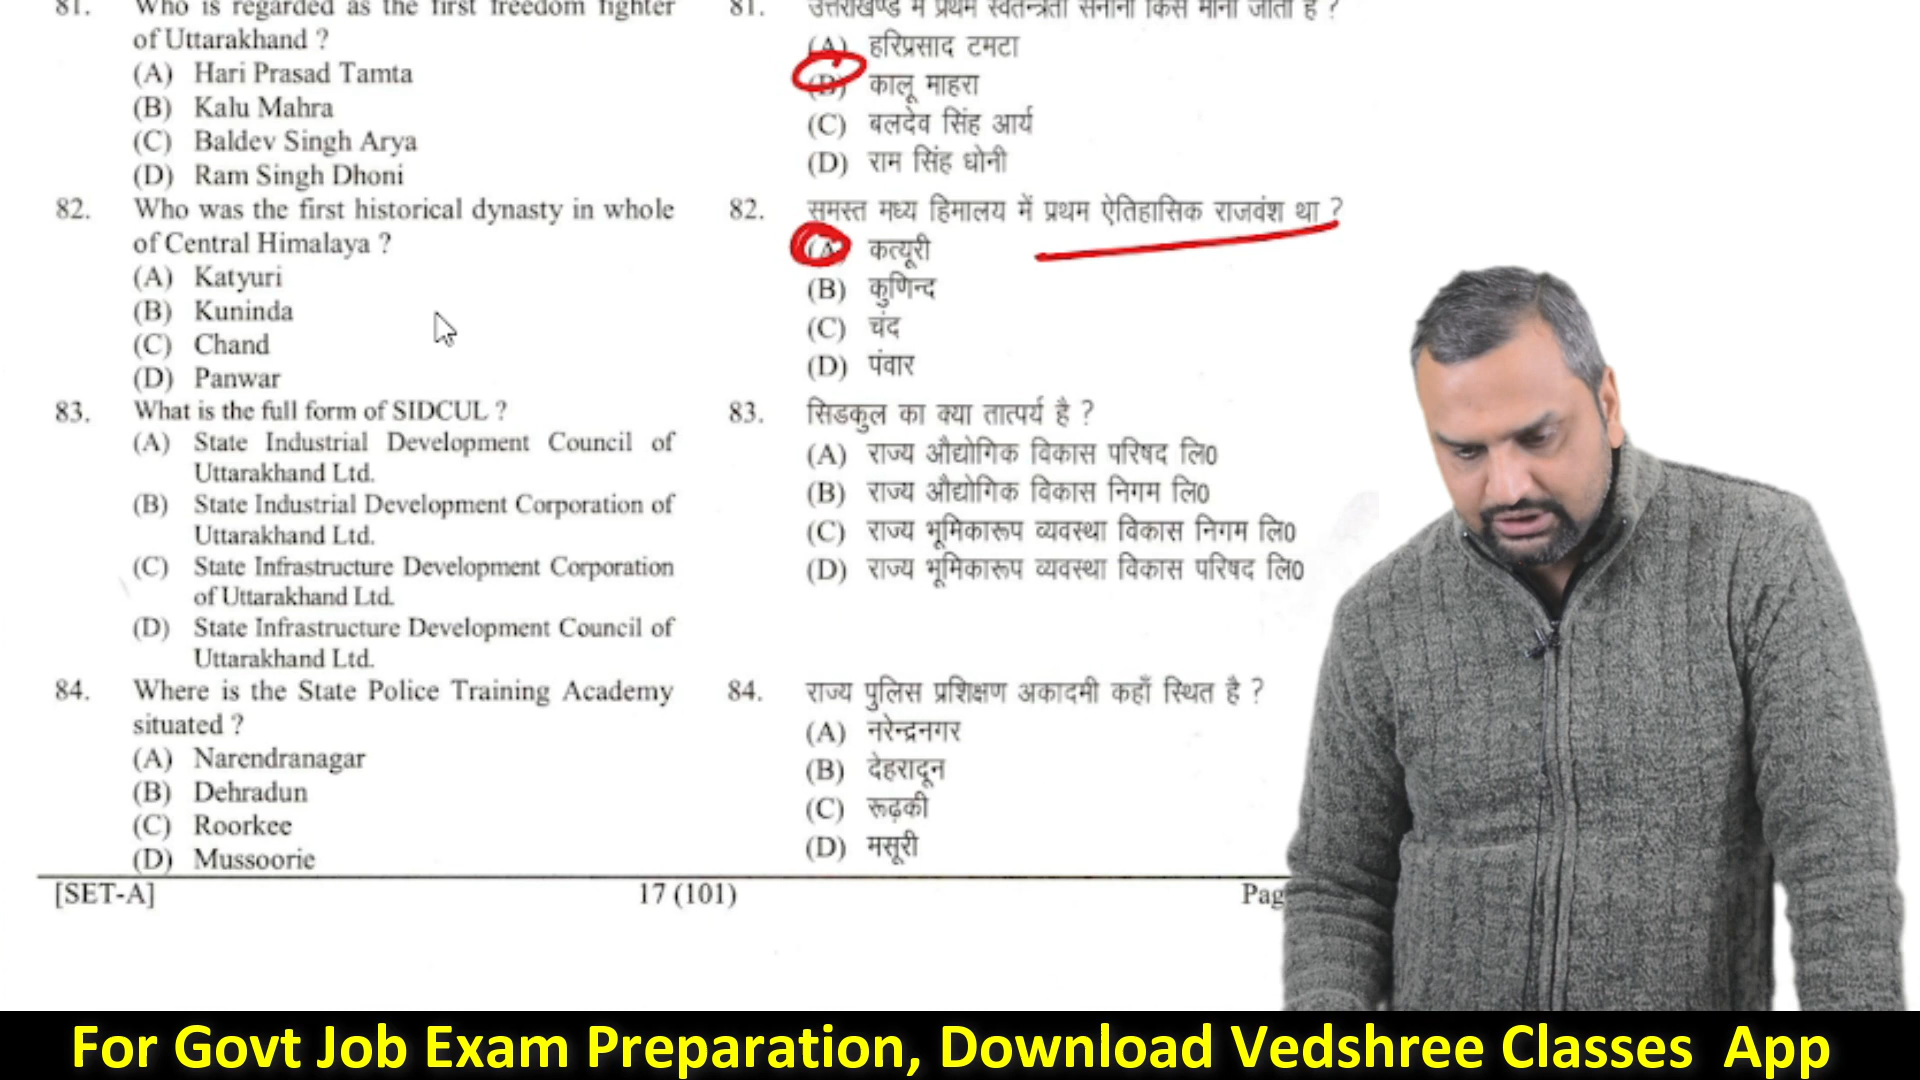 81. Who is regarded as the first freedom fighter
of Uttarakhand ?
(A) Hari Prasad Tamta
(B) Kalu Mahra
(C) Baldev Singh Arya
(D) Ram Singh Dhoni
82. Who was the first historical dynasty in whole
of Central Himalaya ?
(A) Katyuri
(B) Kuninda
(C) Chand
(D) Panwar
83. What is the full form of SIDCUL ?
(A) State Industrial Development Council of
Uttarakhand Ltd.
(B) State Industrial Development Corporation of
Uttarakhand Ltd.
(C) State Infrastructure Development Corporation
of Uttarakhand Ltd.
(D) State Infrastructure Development Council of
Uttarakhand Ltd.
84. Where is the State Police Training Academy
situated ?
(A) Narendranagar
(B) Dehradun
(C) Roorkee
(D) Mussoorie
81. उत्तराखण्ड में प्रथम स्वतन्त्रता सेनानी किसे माना जाता है ?
(A) हरिप्रसाद टमटा
(B) कालू माहरा
(C) बलदेव सिंह आर्य
(D) राम सिंह धोनी
82. समस्त मध्य हिमालय में प्रथम ऐतिहासिक राजवंश था ?
(A) कत्यूरी
(B) कुणिन्द
(C) चंद
(D) पंवार
83. सिडकुल का क्या तात्पर्य है ?
(A) राज्य औद्योगिक विकास परिषद लि0
(B) राज्य औद्योगिक विकास निगम लि0
(C) राज्य भूमिकारूप व्यवस्था विकास निगम लि0
(D) राज्य भूमिकारूप व्यवस्था विकास परिषद लि0
84. राज्य पुलिस प्रशिक्षण अकादमी कहाँ स्थित है ?
(A) नरेन्द्रनगर
(B) देहरादून
(C) रूढ़की
(D) मसूरी
[SET-A] 17 (101) Pag
For Govt Job Exam Preparation, Download Vedshree Classes App